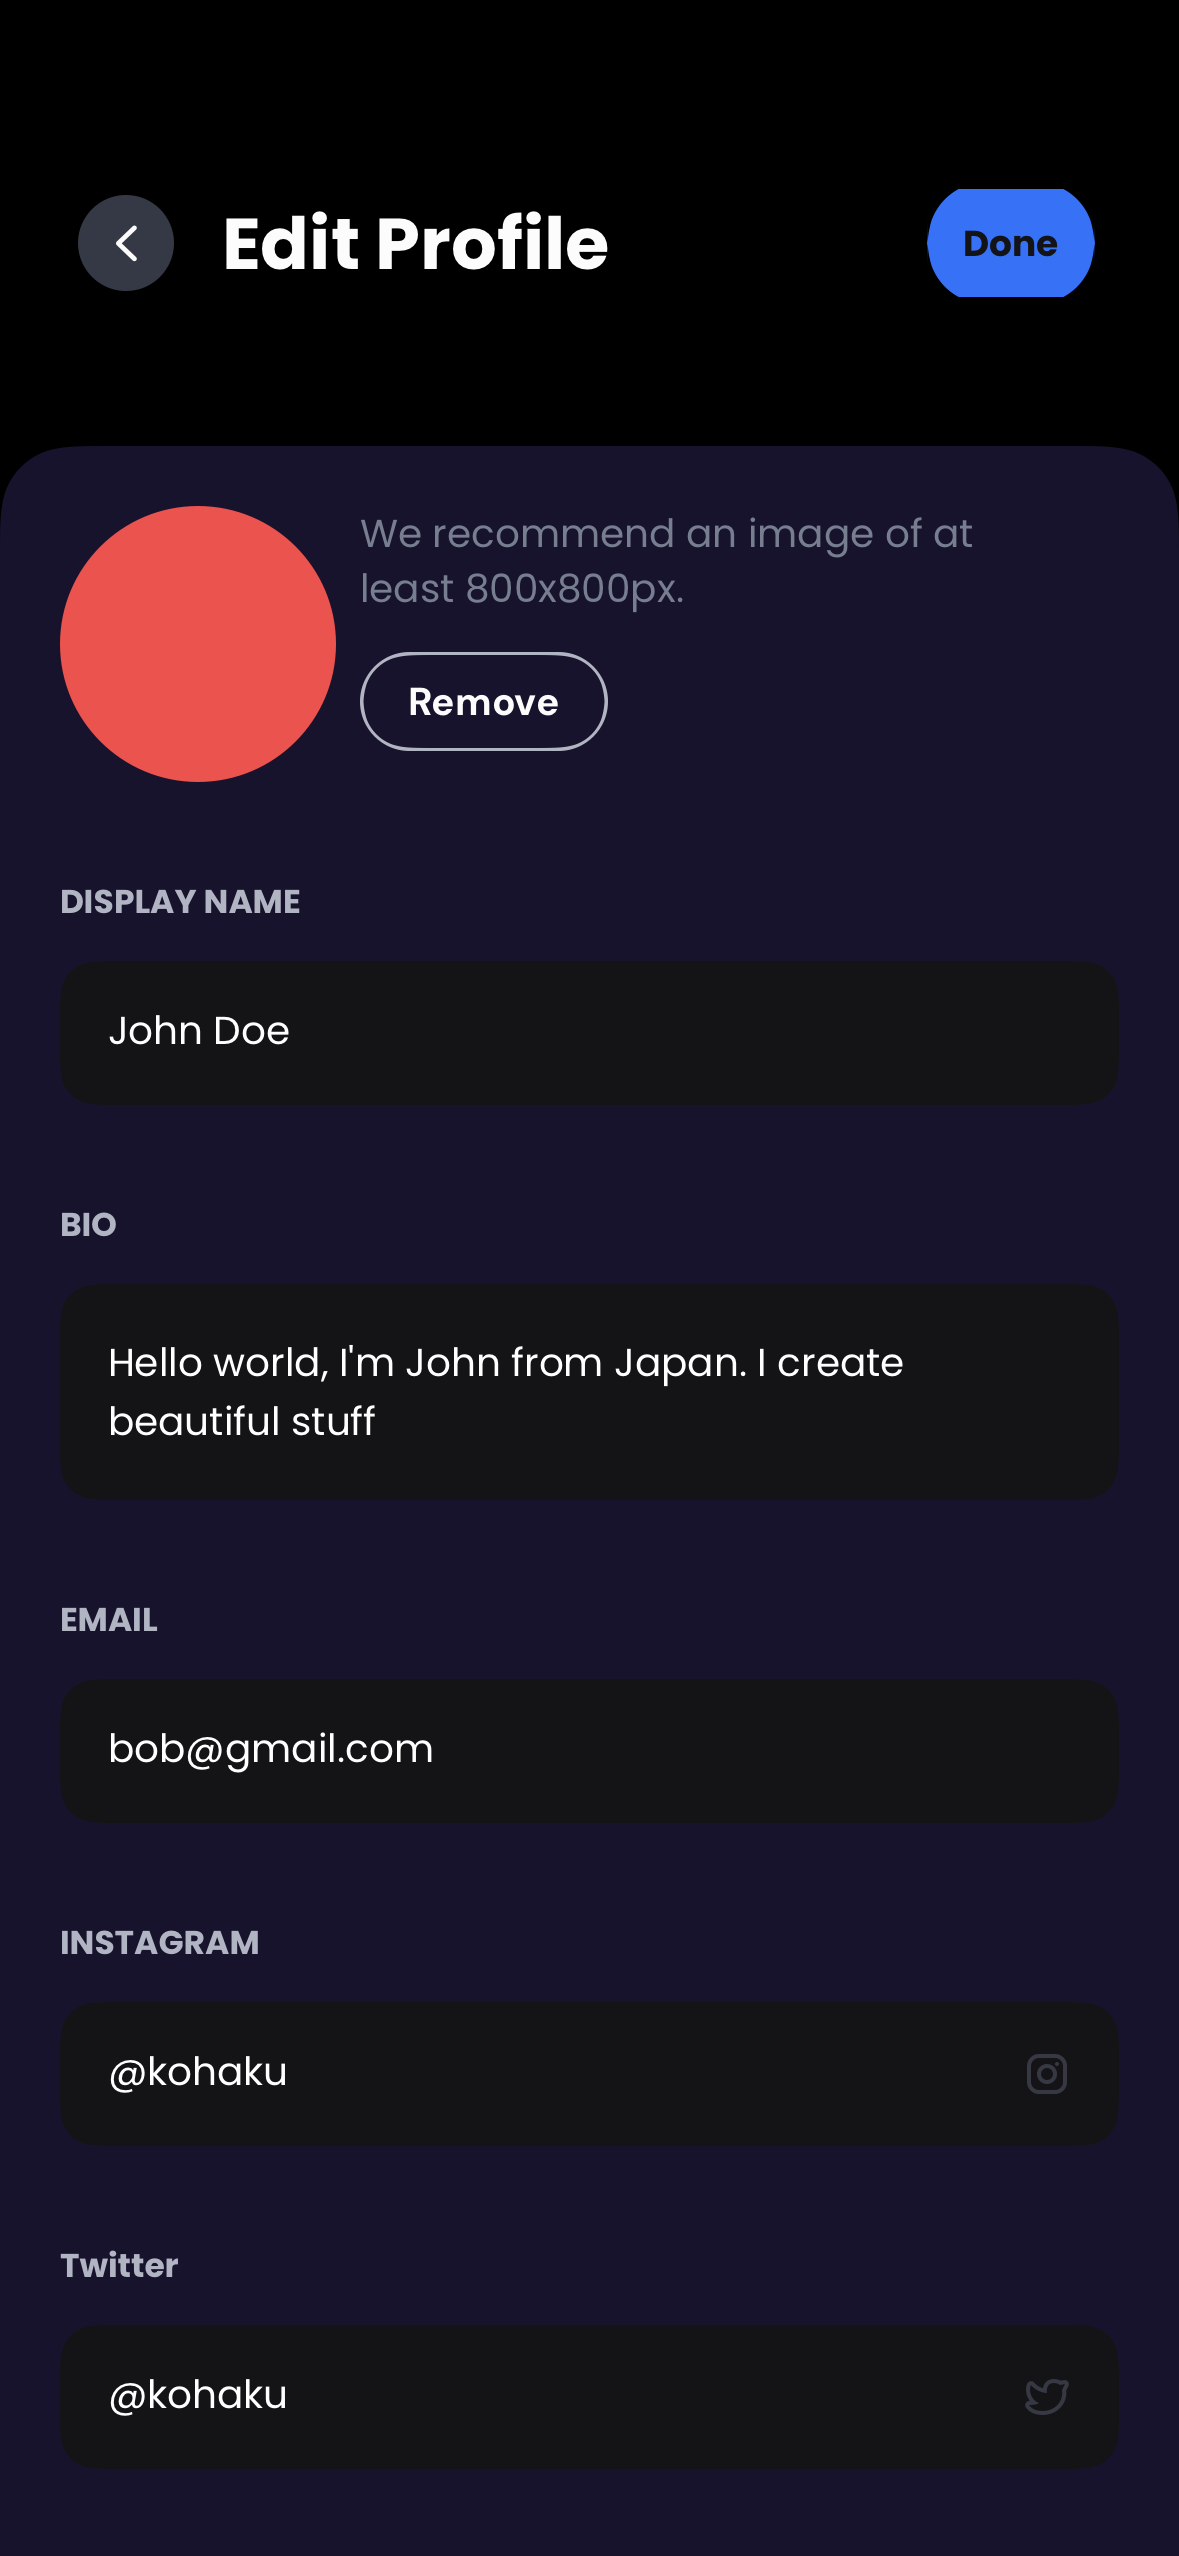 Edit Profile
Done
We recommend an image of at
least 800x800px.
Remove
DISPLAY NAME
John Doe
BIO
Hello world, I'm John from Japan. I create
beautiful stuff
EMAIL
bob@gmail.com
INSTAGRAM
@kohaku
Twitter
@kohaku